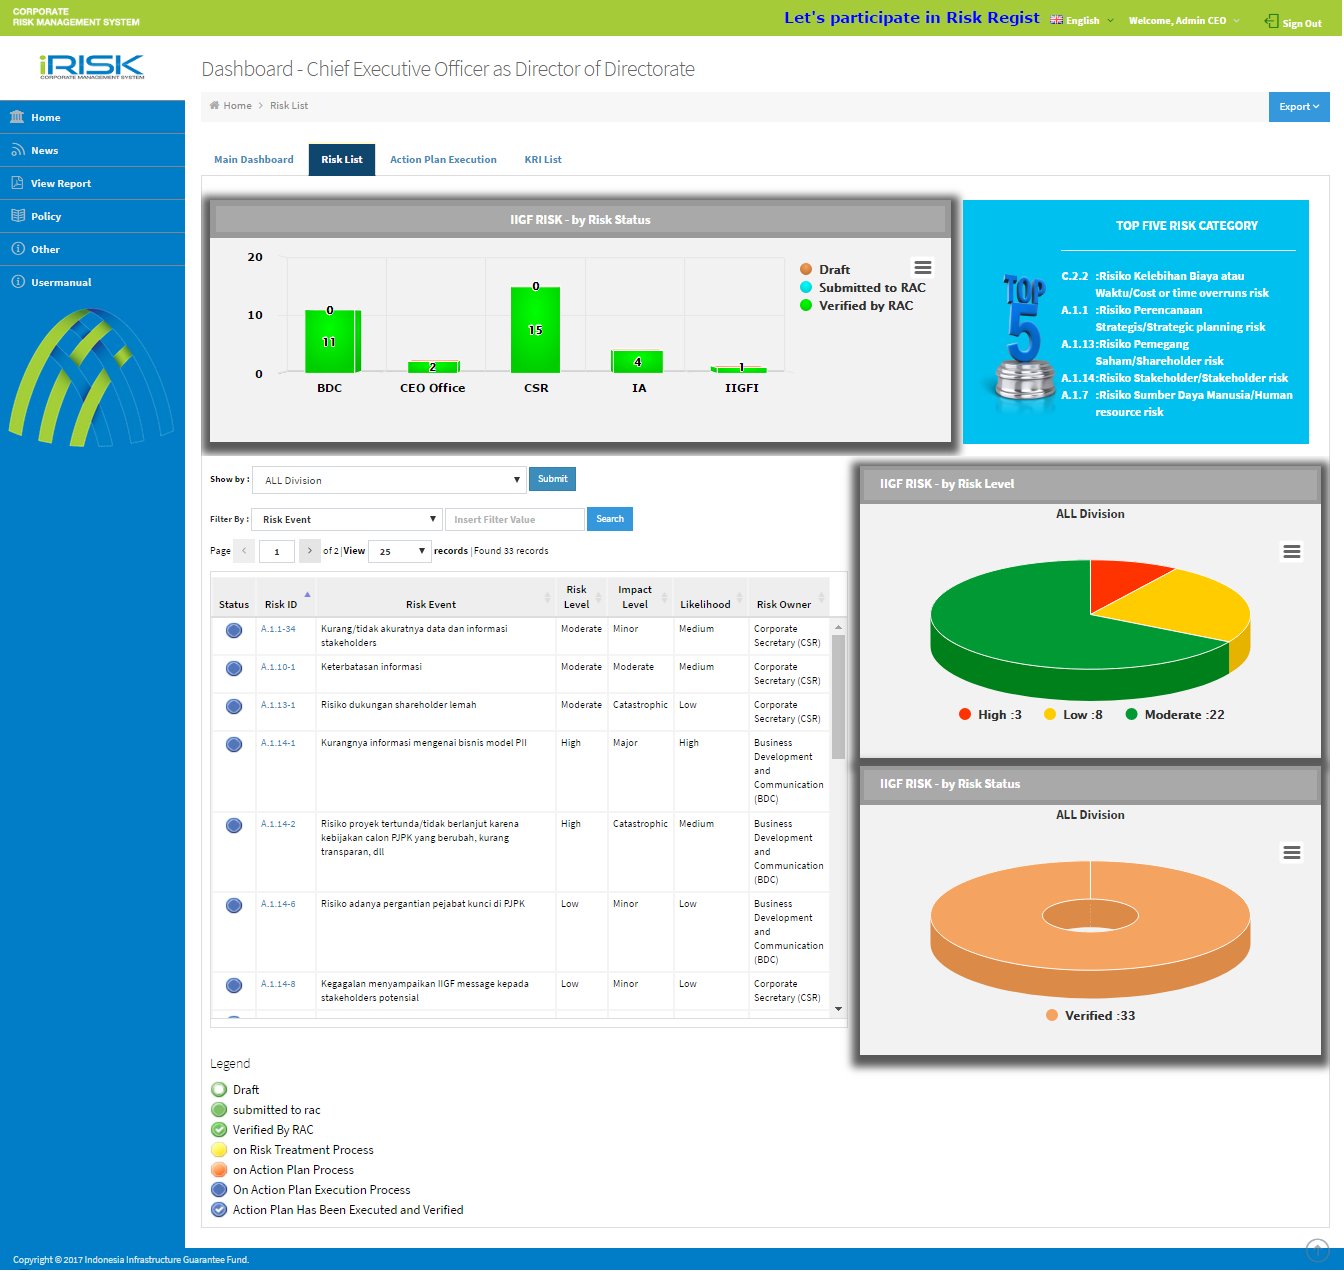 CORPORATE
RISK MANAGEMENT SYSTEM
Let's participate in Risk Regist
English
Welcome, Admin CEO
Sign Out
iRISK
CORPORATE MANAGEMENT SYSTEM
Dashboard - Chief Executive Officer as Director of Directorate
Home > Risk List
Export
Home
News
View Report
Policy
Other
Usermanual
Main Dashboard
Risk List
Action Plan Execution
KRI List
IIGF RISK - by Risk Status
20
10
0
0
11
2
0
15
4
1
BDC
CEO Office
CSR
IA
IIGFI
Draft
Submitted to RAC
Verified by RAC
TOP 5
TOP FIVE RISK CATEGORY
C.2.2 :Risiko Kelebihan Biaya atau
Waktu/Cost or time overruns risk
A.1.1 :Risiko Perencanaan
Strategis/Strategic planning risk
A.1.13:Risiko Pemegang
Saham/Shareholder risk
A.1.14:Risiko Stakeholder/Stakeholder risk
A.1.7 :Risiko Sumber Daya Manusia/Human
resource risk
Show by : ALL Division Submit
Filter By : Risk Event Insert Filter Value Search
Page < 1 > of 2 | View 25 records | Found 33 records
Status Risk ID Risk Event Risk Level Impact Level Likelihood Risk Owner
A.1.1-34 Kurang/tidak akuratnya data dan informasi stakeholders Moderate Minor Medium Corporate Secretary (CSR)
A.1.10-1 Keterbatasan informasi Moderate Moderate Medium Corporate Secretary (CSR)
A.1.13-1 Risiko dukungan shareholder lemah Moderate Catastrophic Low Corporate Secretary (CSR)
A.1.14-1 Kurangnya informasi mengenai bisnis model PII High Major High Business Development and Communication (BDC)
A.1.14-2 Risiko proyek tertunda/tidak berlanjut karena kebijakan calon PJPK yang berubah, kurang transparan, dll High Catastrophic Medium Business Development and Communication (BDC)
A.1.14-6 Risiko adanya pergantian pejabat kunci di PJPK Low Minor Low Business Development and Communication (BDC)
A.1.14-8 Kegagalan menyampaikan IIGF message kepada stakeholders potensial Low Minor Low Corporate Secretary (CSR)
IIGF RISK - by Risk Level
ALL Division
High :3
Low :8
Moderate :22
IIGF RISK - by Risk Status
ALL Division
Verified :33
Legend
Draft
submitted to rac
Verified By RAC
on Risk Treatment Process
on Action Plan Process
On Action Plan Execution Process
Action Plan Has Been Executed and Verified
Copyright © 2017 Indonesia Infrastructure Guarantee Fund.